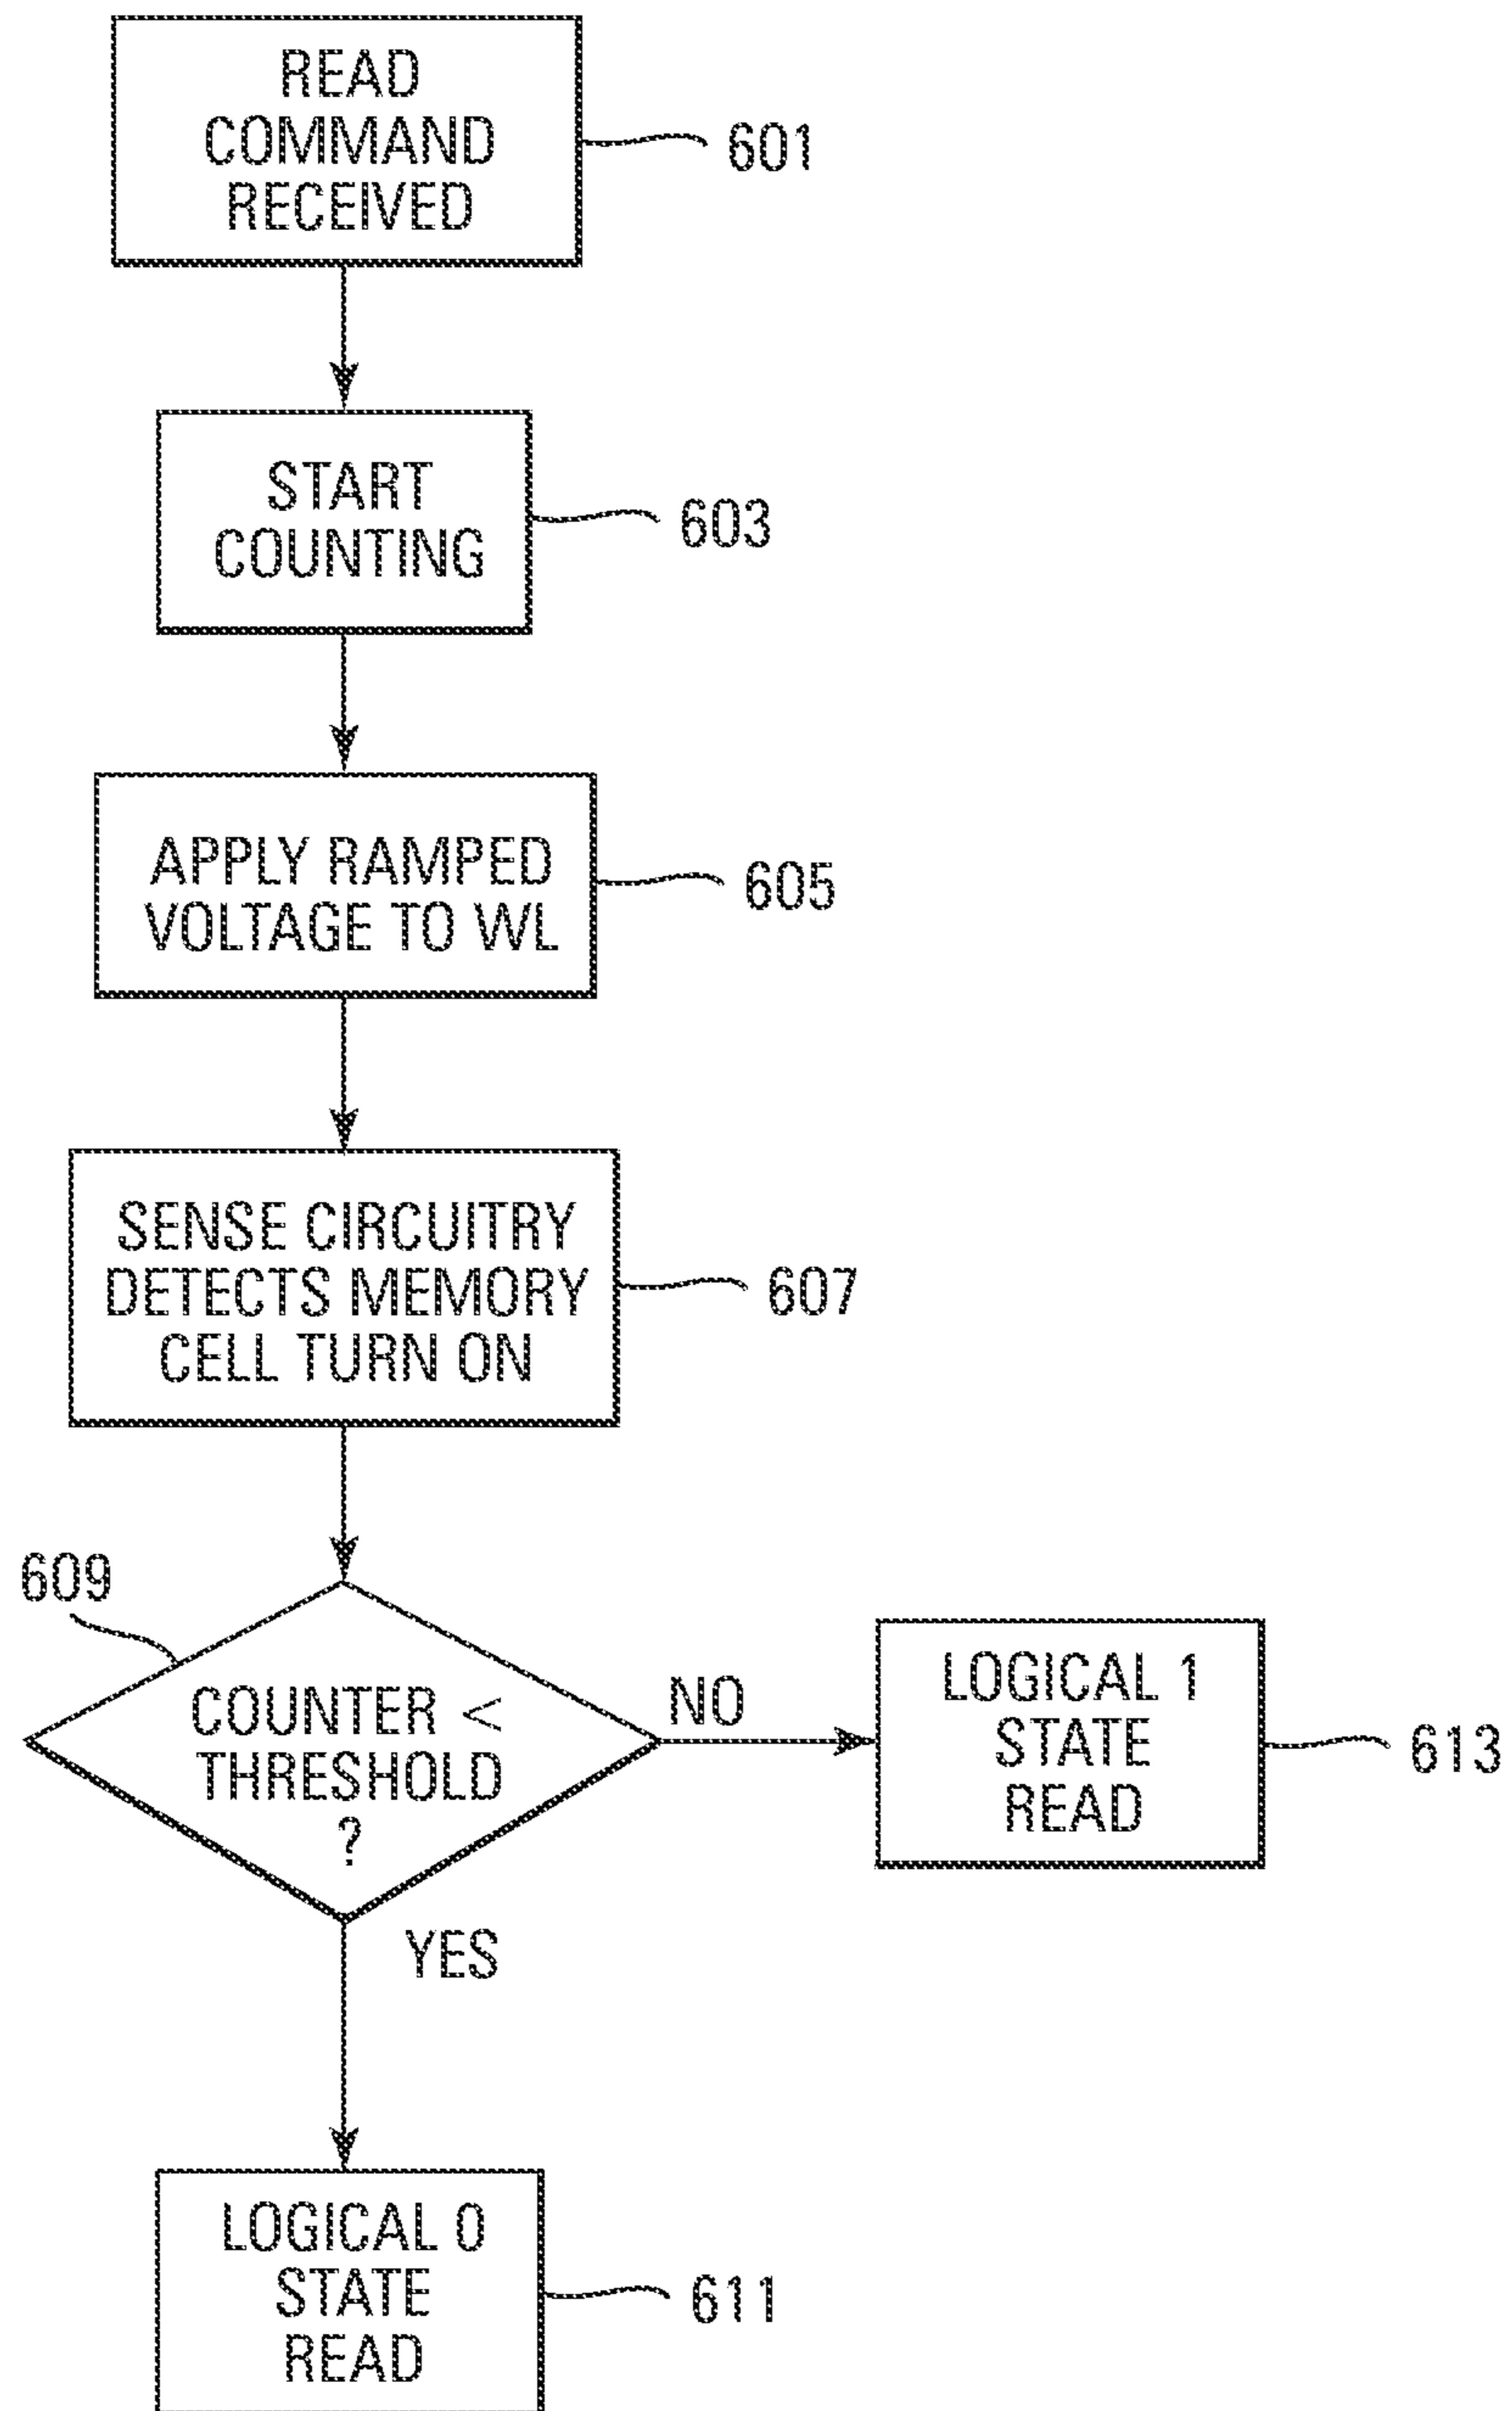 READ
COMMAND
RECEIVED
601
START
COUNTING
603
APPLY RAMPED
VOLTAGE TO WL
605
SENSE CIRCUITRY
DETECTS MEMORY
CELL TURN ON
607
609
COUNTER <
THRESHOLD
?
NO
LOGICAL 1
STATE
READ
613
YES
LOGICAL 0
STATE
READ
611